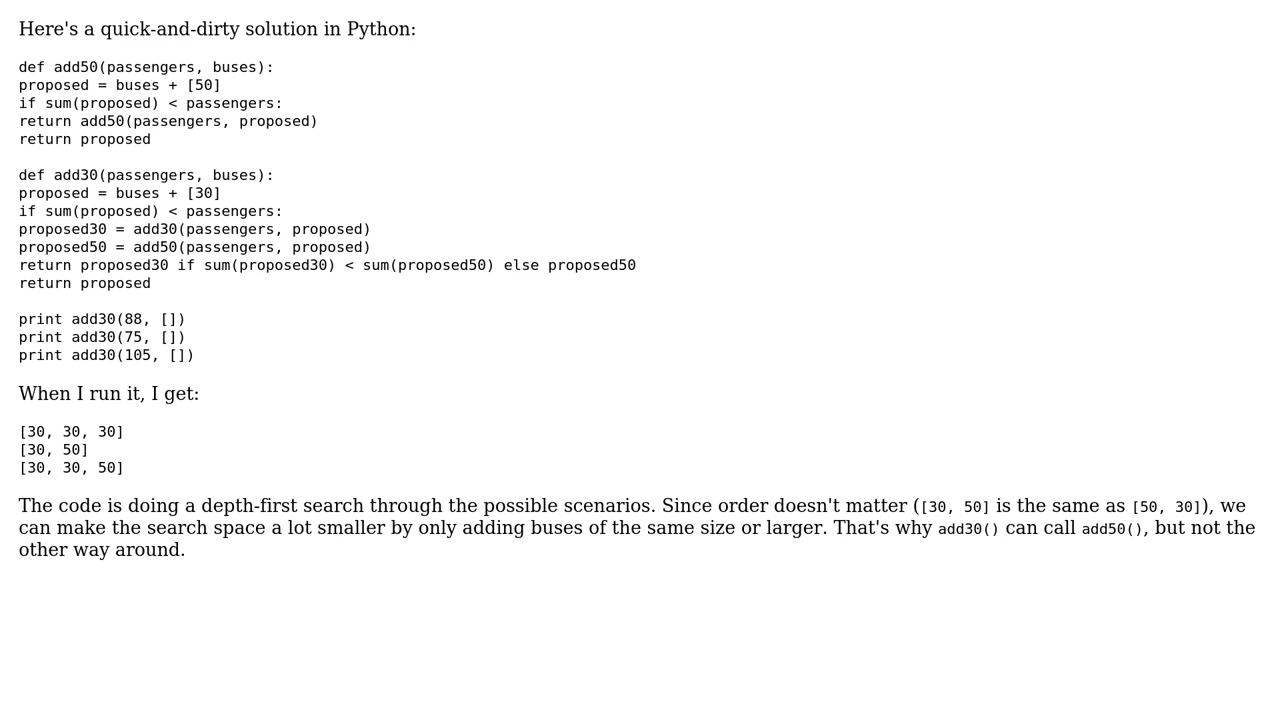 Here's a quick-and-dirty solution in Python:
def add50(passengers, buses):
proposed = buses + [50]
if sum(proposed) < passengers:
return add50(passengers, proposed)
return proposed
def add30(passengers, buses):
proposed = buses + [30]
if sum(proposed) < passengers:
proposed30 = add30(passengers, proposed)
proposed50 = add50(passengers, proposed)
return proposed30 if sum(proposed30) < sum(proposed50) else proposed50
return proposed
print add30(88, [])
print add30(75, [])
print add30(105, [])
When I run it, I get:
[30, 30, 30]
[30, 50]
[30, 30, 50]
The code is doing a depth-first search through the possible scenarios. Since order doesn't matter ([30, 50] is the same as [50, 30]), we
can make the search space a lot smaller by only adding buses of the same size or larger. That's why add30() can call add50(), but not the
other way around.